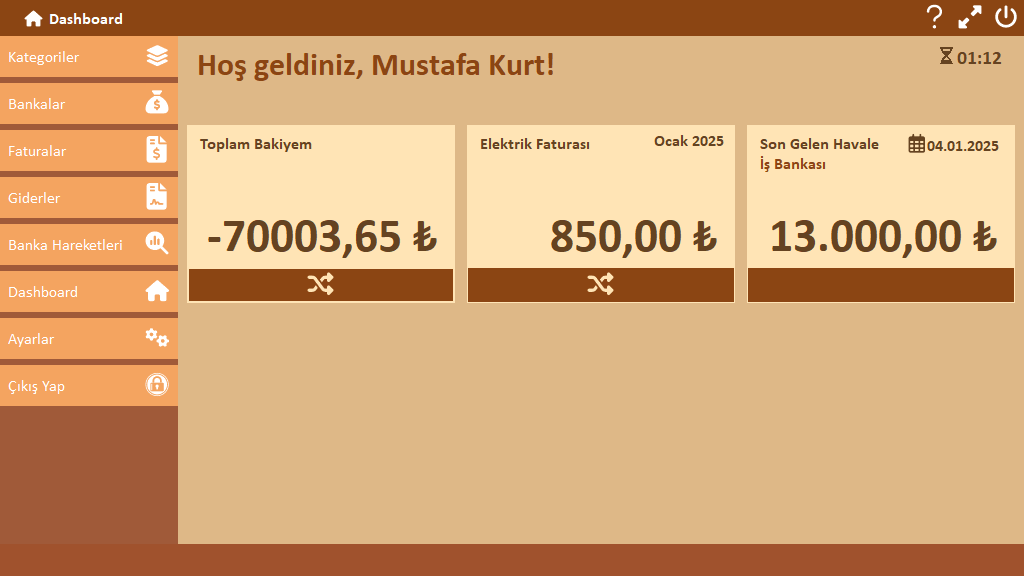 Dashboard
Hoş geldiniz, Mustafa Kurt!
01:12
Kategoriler
Bankalar
Faturalar
Giderler
Banka Hareketleri
Dashboard
Ayarlar
Çıkış Yap
Toplam Bakiyem
-70003,65 ₺
Elektrik Faturası
Ocak 2025
850,00 ₺
Son Gelen Havale
04.01.2025
İş Bankası
13.000,00 ₺